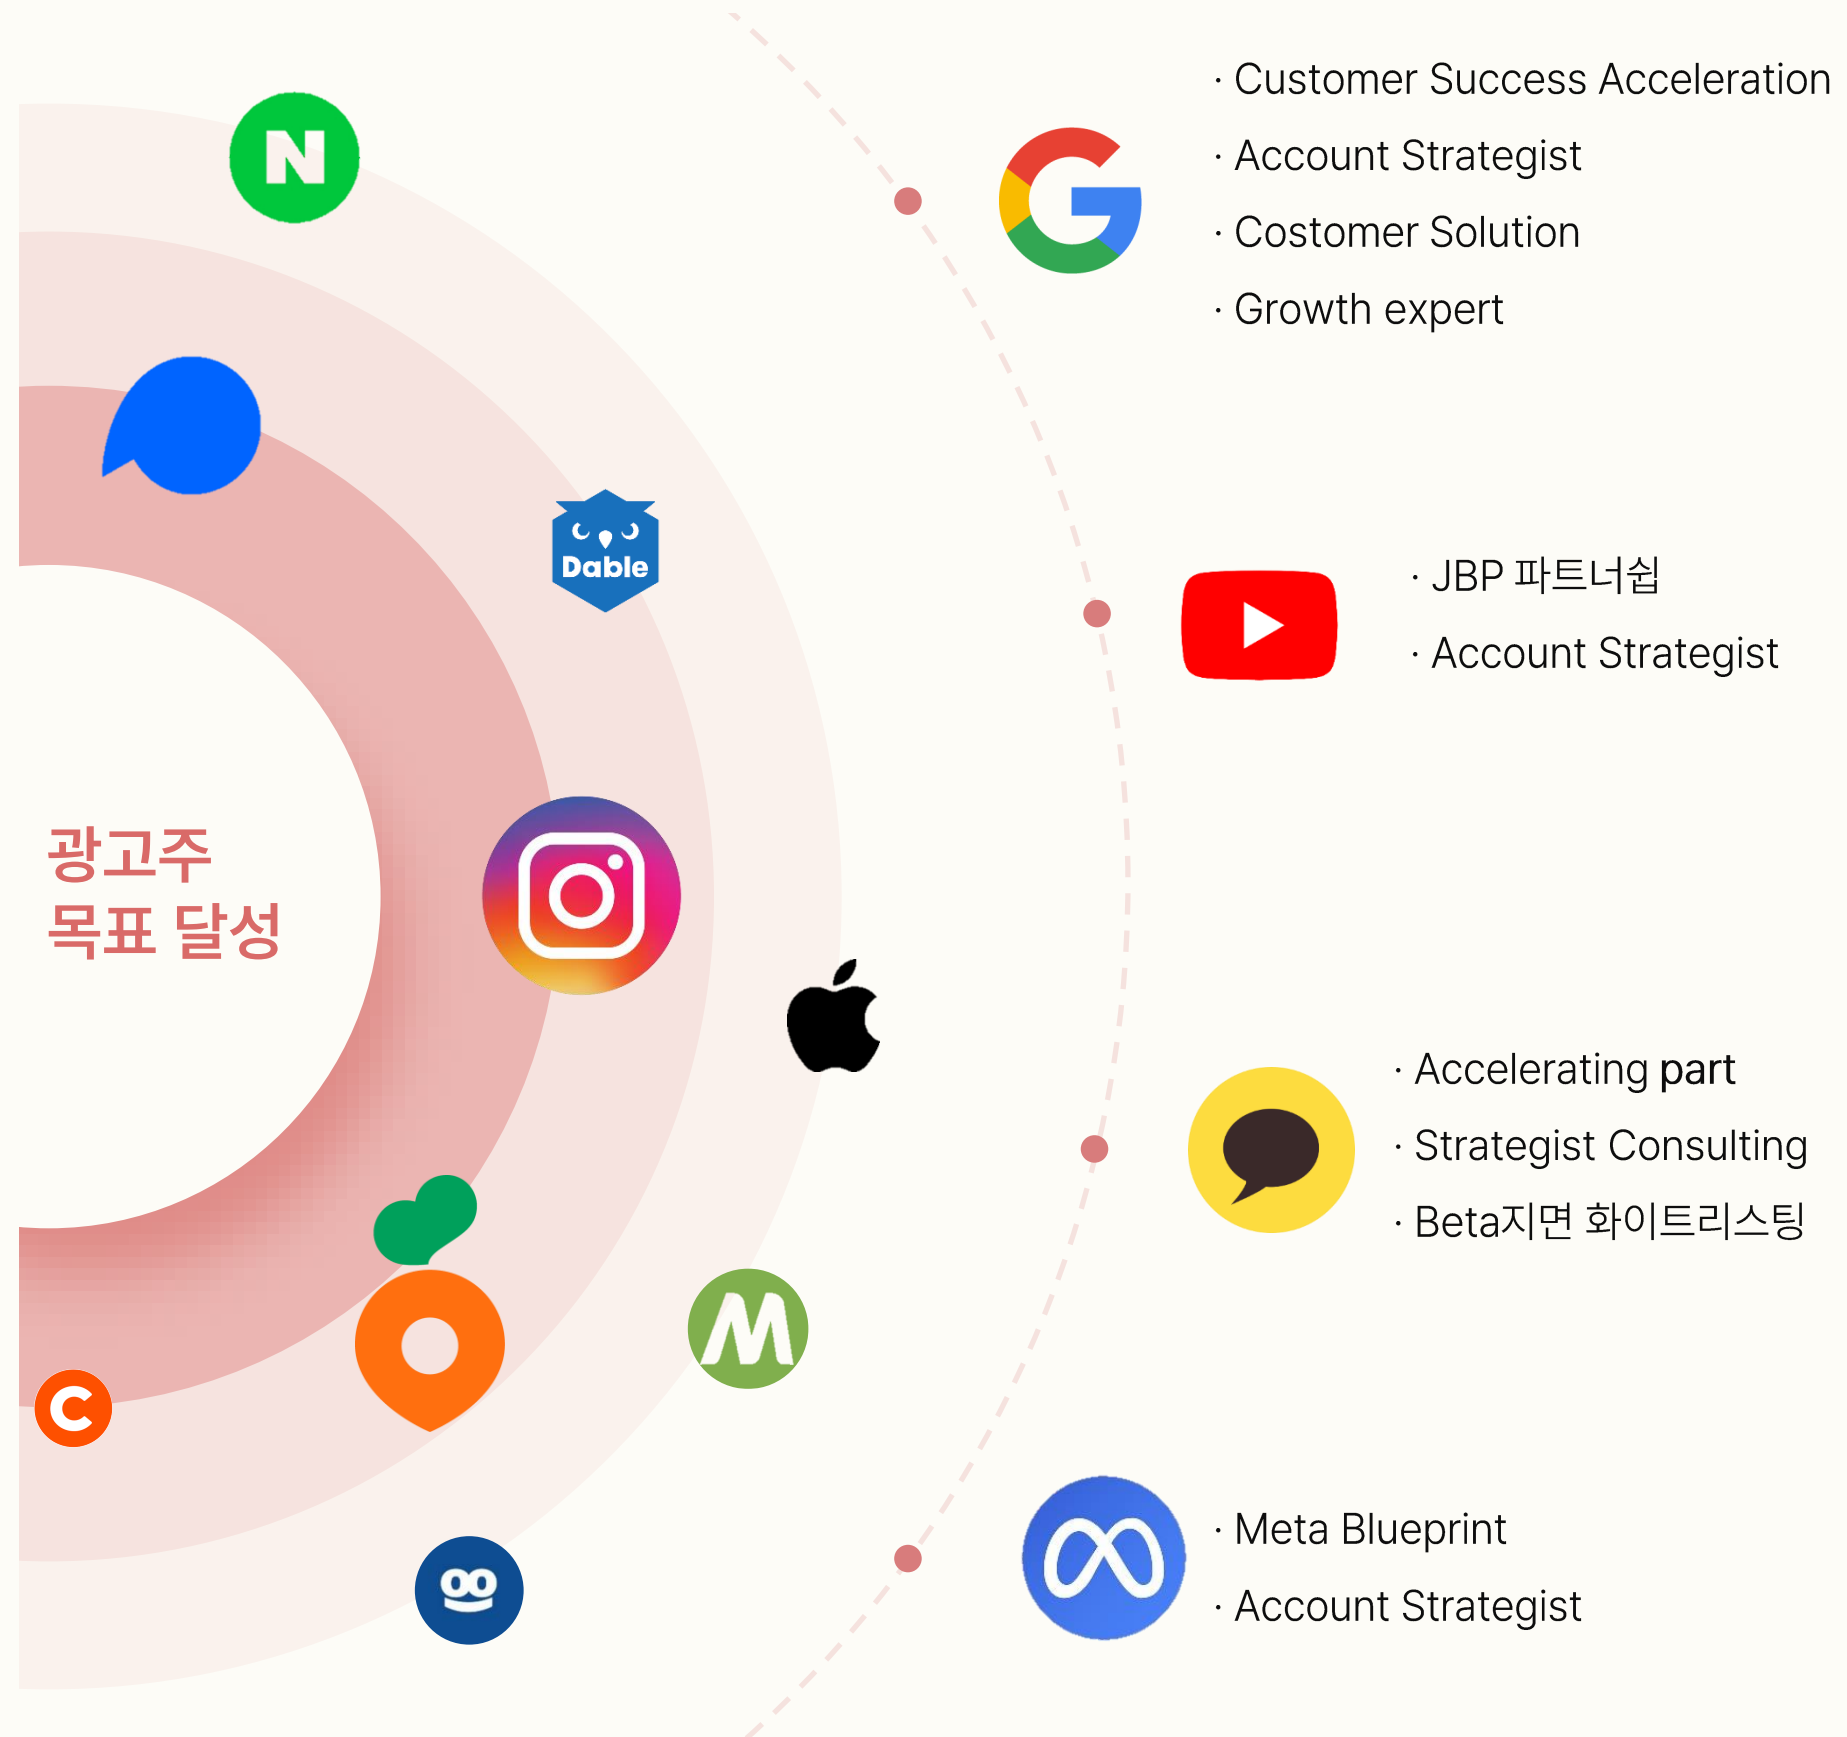 · Customer Success Acceleration
· Account Strategist
· Costomer Solution
· Growth expert
N
Dable
· JBP 파트너쉽
· Account Strategist
광고주
목표 달성
· Accelerating part
· Strategist Consulting
· Beta지면 화이트리스팅
M
C
· Meta Blueprint
· Account Strategist